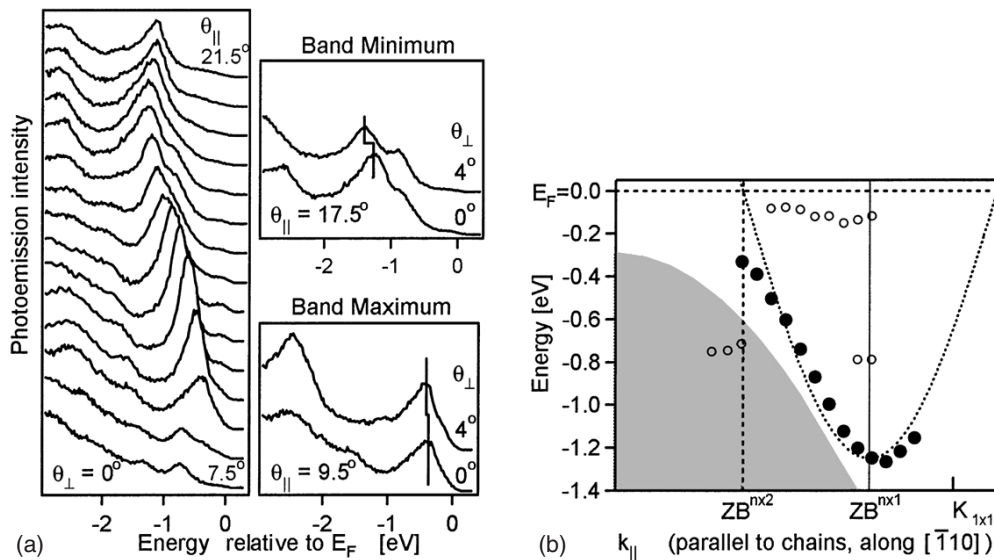 Photoemission intensity
θ||
21.5°
θ⊥ = 0°
7.5°
-2
-1
0
Energy relative to EF [eV]
(a)
Band Minimum
θ⊥
4°
0°
θ|| = 17.5°
-2
-1
0
Band Maximum
θ⊥
4°
0°
θ|| = 9.5°
-2
-1
0
Energy [eV]
EF=0.0
-0.2
-0.4
-0.6
-0.8
-1.0
-1.2
-1.4
ZBnx2
ZBnx1
K1x1
(b)
k|| (parallel to chains, along [1̅10])